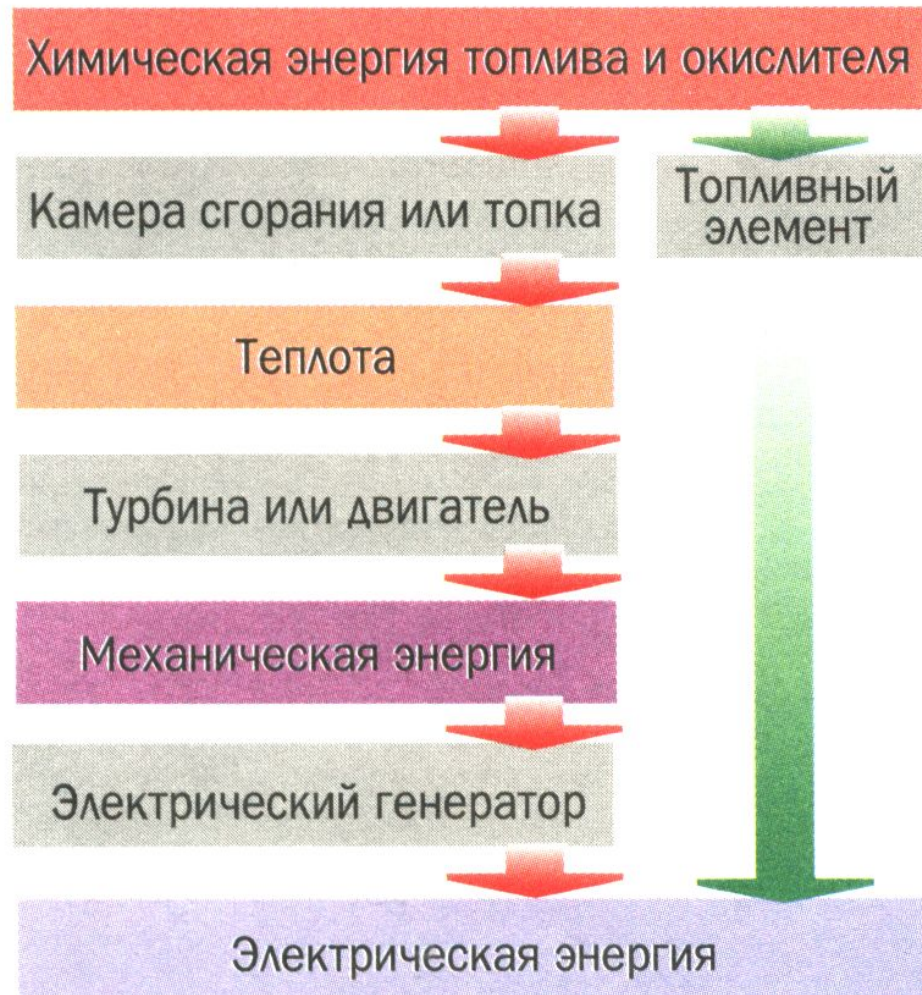 Химическая энергия топлива и окислителя
Камера сгорания или топка
Топливный
элемент
Теплота
Турбина или двигатель
Механическая энергия
Электрический генератор
Электрическая энергия